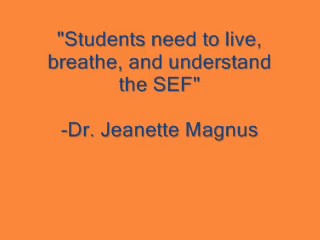 "Students need to live,
breathe, and understand
the SEF"
-Dr. Jeanette Magnus